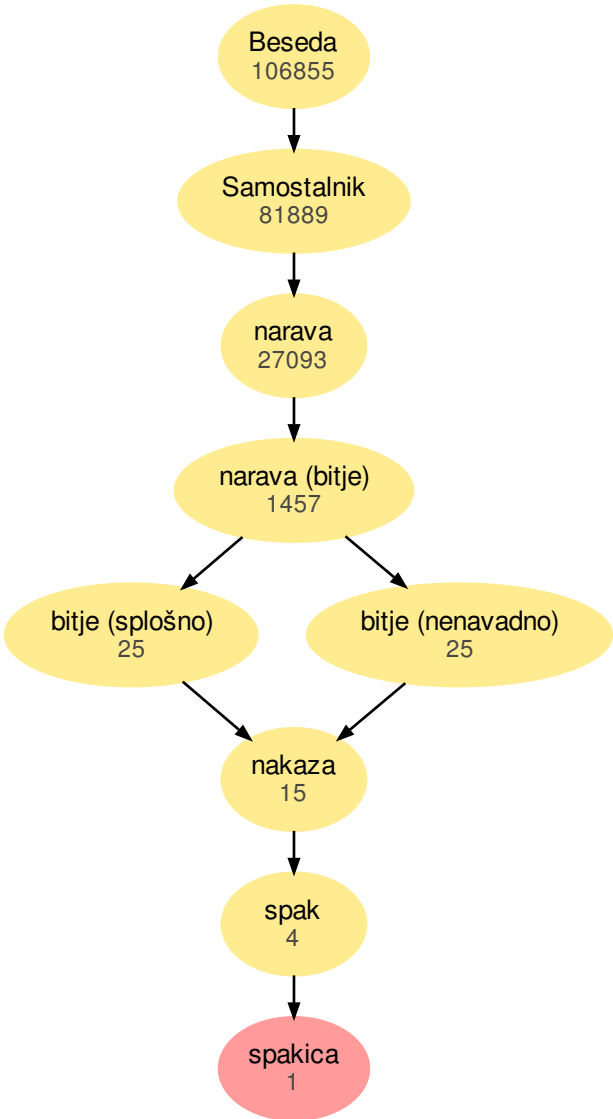 Beseda
106855
Samostalnik
81889
narava
27093
narava (bitje)
1457
bitje (splošno)
25
bitje (nenavadno)
25
nakaza
15
spak
4
spakica
1